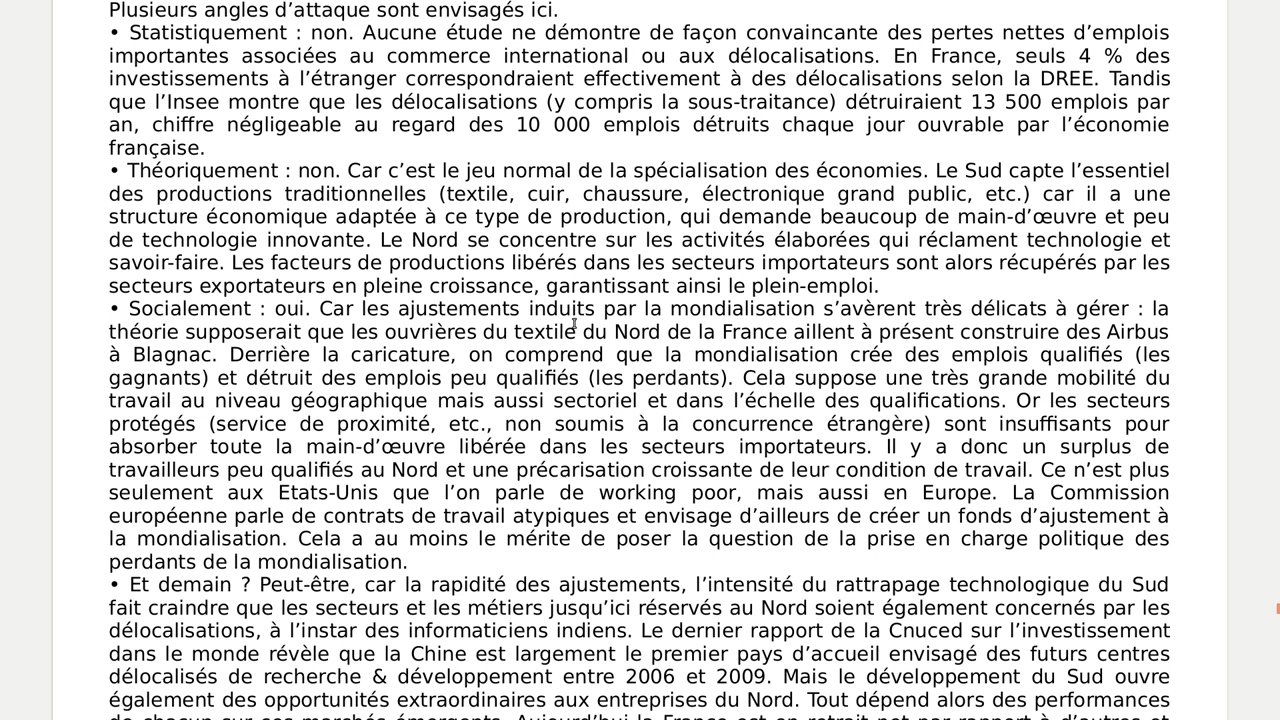 Plusieurs angles d’attaque sont envisagés ici.
• Statistiquement : non. Aucune étude ne démontre de façon convaincante des pertes nettes d’emplois
importantes associées au commerce international ou aux délocalisations. En France, seuls 4 % des
investissements à l’étranger correspondraient effectivement à des délocalisations selon la DREE. Tandis
que l’Insee montre que les délocalisations (y compris la sous-traitance) détruiraient 13 500 emplois par
an, chiffre négligeable au regard des 10 000 emplois détruits chaque jour ouvrable par l’économie
française.
• Théoriquement : non. Car c’est le jeu normal de la spécialisation des économies. Le Sud capte l’essentiel
des productions traditionnelles (textile, cuir, chaussure, électronique grand public, etc.) car il a une
structure économique adaptée à ce type de production, qui demande beaucoup de main-d’œuvre et peu
de technologie innovante. Le Nord se concentre sur les activités élaborées qui réclament technologie et
savoir-faire. Les facteurs de productions libérés dans les secteurs importateurs sont alors récupérés par les
secteurs exportateurs en pleine croissance, garantissant ainsi le plein-emploi.
• Socialement : oui. Car les ajustements induits par la mondialisation s’avèrent très délicats à gérer : la
théorie supposerait que les ouvrières du textile du Nord de la France aillent à présent construire des Airbus
à Blagnac. Derrière la caricature, on comprend que la mondialisation crée des emplois qualifiés (les
gagnants) et détruit des emplois peu qualifiés (les perdants). Cela suppose une très grande mobilité du
travail au niveau géographique mais aussi sectoriel et dans l’échelle des qualifications. Or les secteurs
protégés (service de proximité, etc., non soumis à la concurrence étrangère) sont insuffisants pour
absorber toute la main-d’œuvre libérée dans les secteurs importateurs. Il y a donc un surplus de
travailleurs peu qualifiés au Nord et une précarisation croissante de leur condition de travail. Ce n’est plus
seulement aux Etats-Unis que l’on parle de working poor, mais aussi en Europe. La Commission
européenne parle de contrats de travail atypiques et envisage d’ailleurs de créer un fonds d’ajustement à
la mondialisation. Cela a au moins le mérite de poser la question de la prise en charge politique des
perdants de la mondialisation.
• Et demain ? Peut-être, car la rapidité des ajustements, l’intensité du rattrapage technologique du Sud
fait craindre que les secteurs et les métiers jusqu’ici réservés au Nord soient également concernés par les
délocalisations, à l’instar des informaticiens indiens. Le dernier rapport de la Cnuced sur l’investissement
dans le monde révèle que la Chine est largement le premier pays d’accueil envisagé des futurs centres
délocalisés de recherche & développement entre 2006 et 2009. Mais le développement du Sud ouvre
également des opportunités extraordinaires aux entreprises du Nord. Tout dépend alors des performances
de chacun sur ces marchés émergents. Aujourd’hui la France est en retrait net par rapport à d’autres et